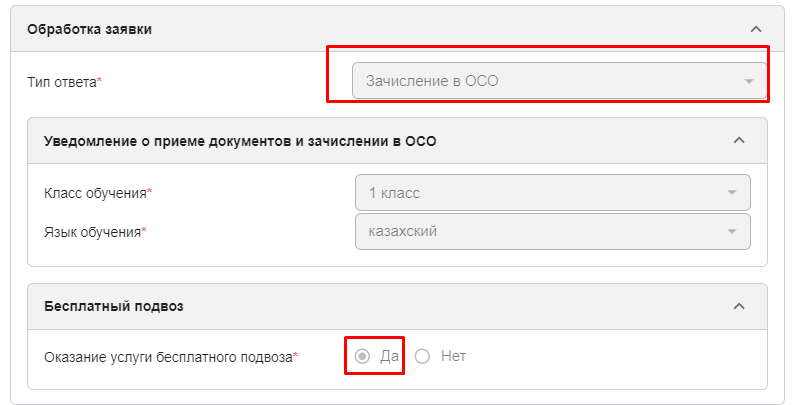 Обработка заявки
Тип ответа* Зачисление в ОСО
Уведомление о приеме документов и зачислении в ОСО
Класс обучения* 1 класс
Язык обучения* казахский
Бесплатный подвоз
Оказание услуги бесплатного подвоза* Да Нет